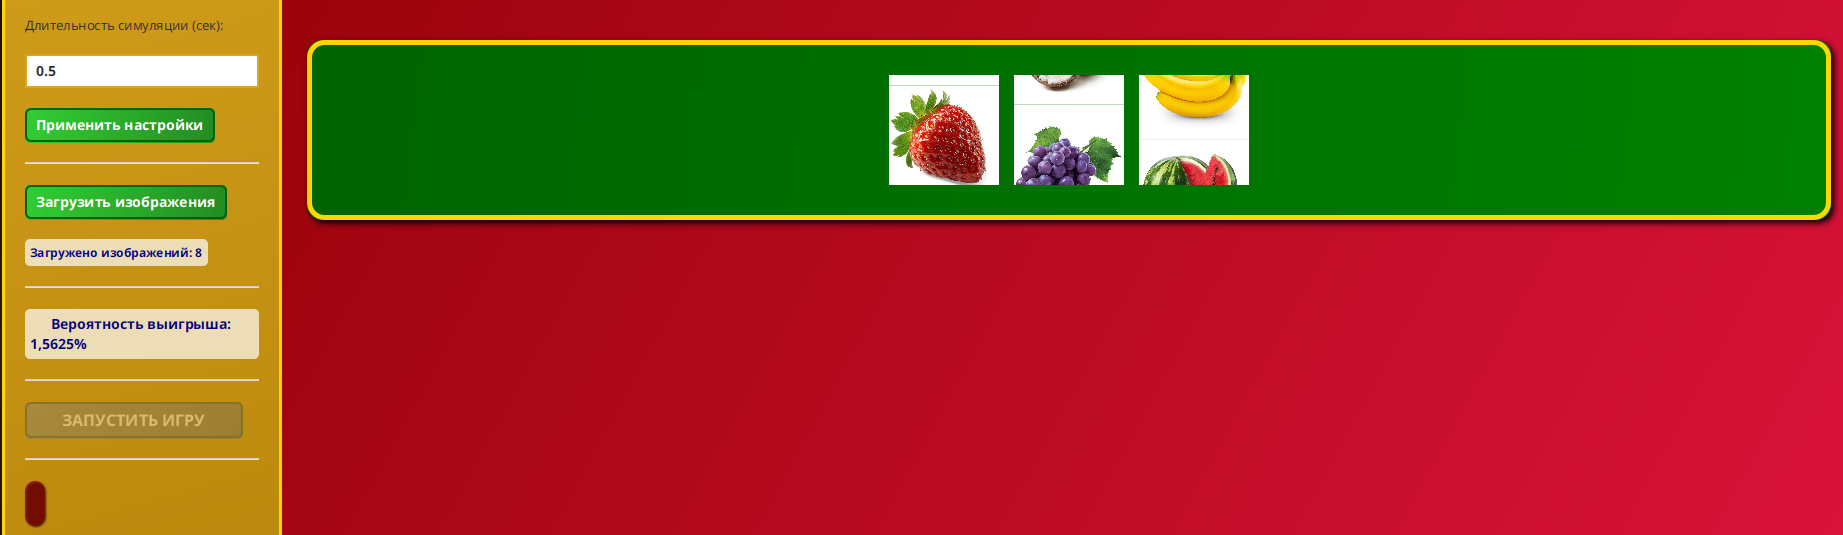 Длительность симуляции (сек):
0.5
Применить настройки
Загрузить изображения
Загружено изображений: 8
Вероятность выигрыша:
1,5625%
ЗАПУСТИТЬ ИГРУ